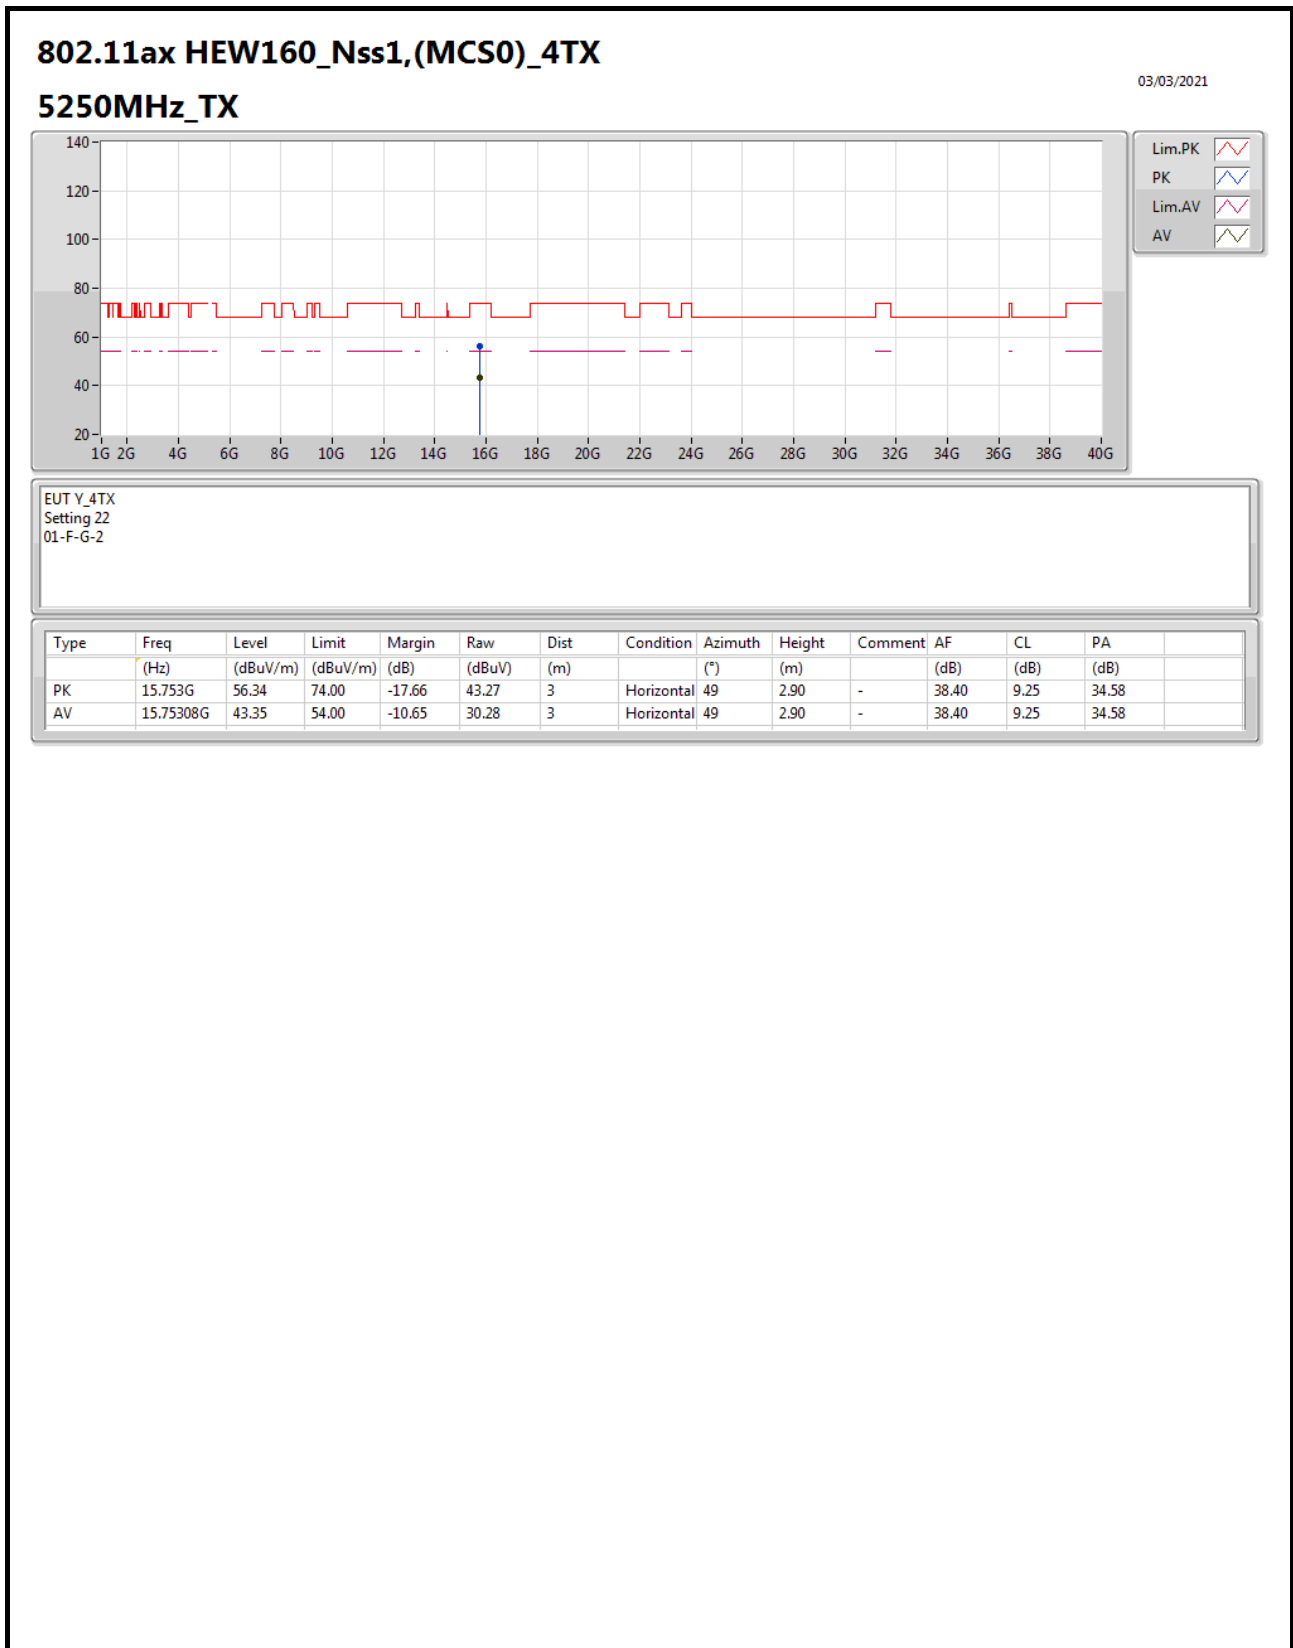 802.11ax HEW160_Nss1,(MCS0)_4TX
03/03/2021
5250MHz_TX
140
120
100
80
60
40
20
1G 2G 4G 6G 8G 10G 12G 14G 16G 18G 20G 22G 24G 26G 28G 30G 32G 34G 36G 38G 40G
Lim.PK
PK
Lim.AV
AV
EUT Y_4TX
Setting 22
01-F-G-2
Type Freq Level Limit Margin Raw Dist Condition Azimuth Height Comment AF CL PA
(Hz) (dBuV/m) (dBuV/m) (dB) (dBuV) (m) (°) (m) (dB) (dB) (dB)
PK 15.753G 56.34 74.00 -17.66 43.27 3 Horizontal 49 2.90 - 38.40 9.25 34.58
AV 15.75308G 43.35 54.00 -10.65 30.28 3 Horizontal 49 2.90 - 38.40 9.25 34.58